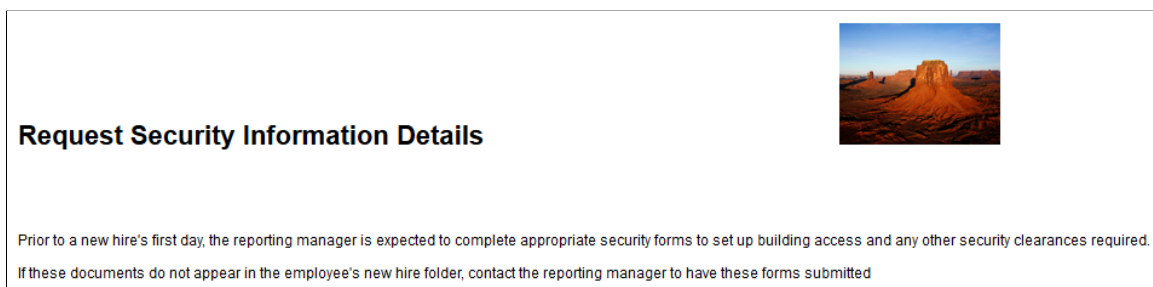 Request Security Information Details
Prior to a new hire's first day, the reporting manager is expected to complete appropriate security forms to set up building access and any other security clearances required.
If these documents do not appear in the employee's new hire folder, contact the reporting manager to have these forms submitted